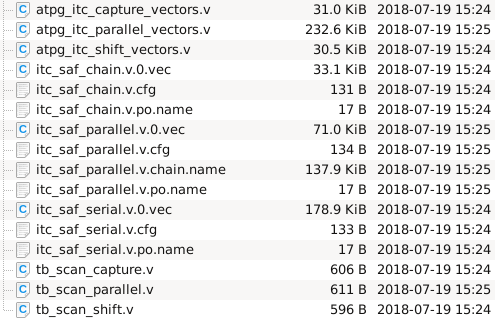 atpg_itc_capture_vectors.v 31.0 KiB 2018-07-19 15:24
atpg_itc_parallel_vectors.v 232.6 KiB 2018-07-19 15:25
atpg_itc_shift_vectors.v 30.5 KiB 2018-07-19 15:24
itc_saf_chain.v.0.vec 33.1 KiB 2018-07-19 15:24
itc_saf_chain.v.cfg 131 B 2018-07-19 15:24
itc_saf_chain.v.po.name 17 B 2018-07-19 15:24
itc_saf_parallel.v.0.vec 71.0 KiB 2018-07-19 15:25
itc_saf_parallel.v.cfg 134 B 2018-07-19 15:25
itc_saf_parallel.v.chain.name 137.9 KiB 2018-07-19 15:25
itc_saf_parallel.v.po.name 17 B 2018-07-19 15:25
itc_saf_serial.v.0.vec 178.9 KiB 2018-07-19 15:24
itc_saf_serial.v.cfg 133 B 2018-07-19 15:24
itc_saf_serial.v.po.name 17 B 2018-07-19 15:24
tb_scan_capture.v 606 B 2018-07-19 15:24
tb_scan_parallel.v 611 B 2018-07-19 15:25
tb_scan_shift.v 596 B 2018-07-19 15:24